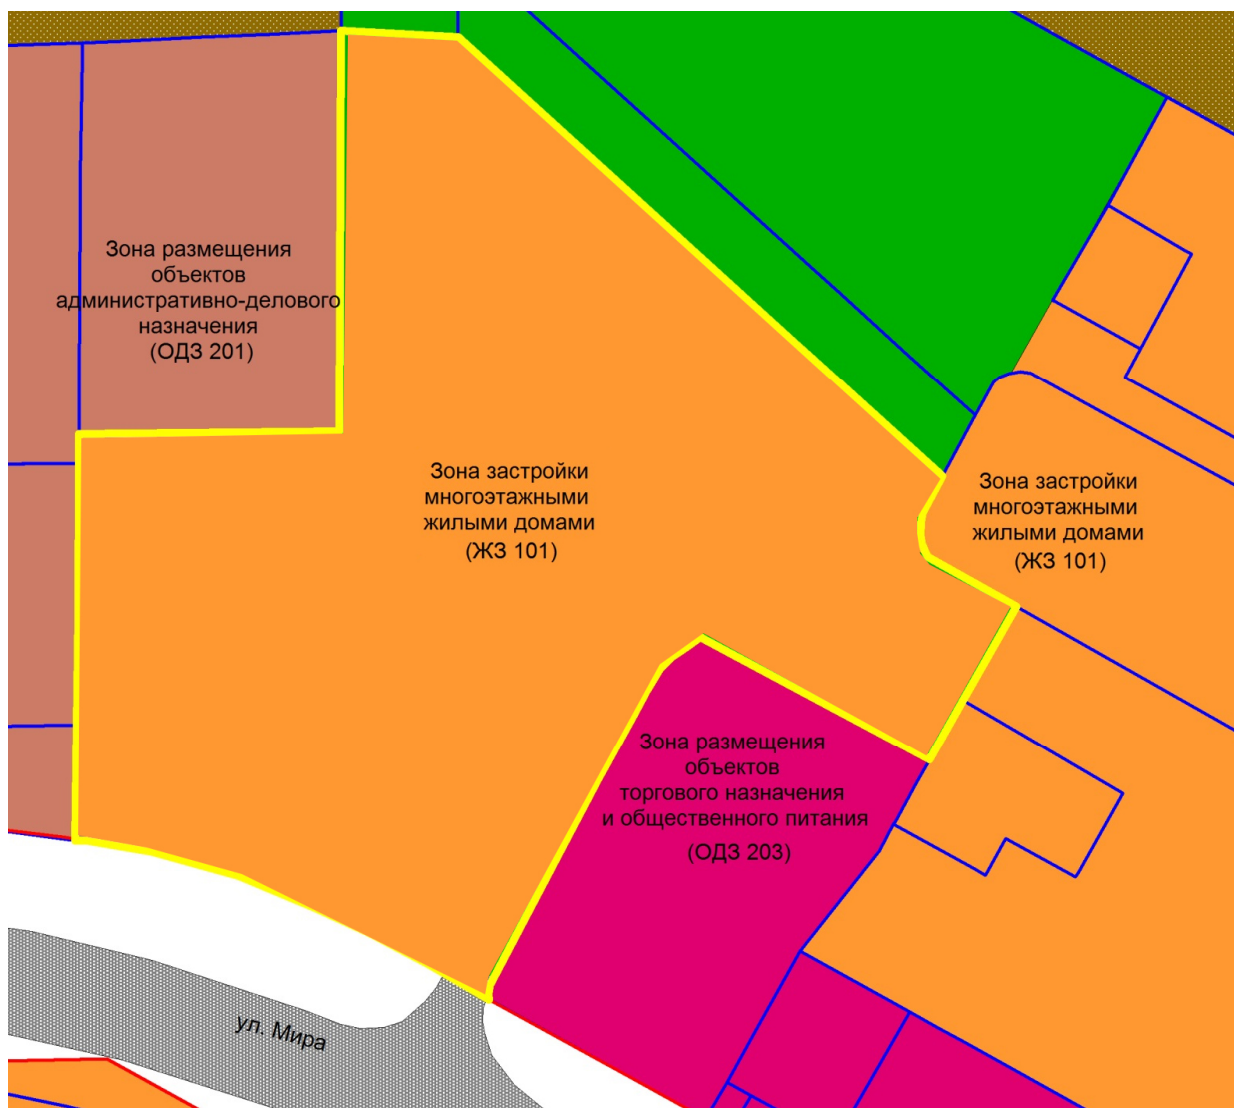 Зона размещения
объектов
административно-делового
назначения
(ОДЗ 201)
Зона застройки
многоэтажными
жилыми домами
(ЖЗ 101)
Зона застройки
многоэтажными
жилыми домами
(ЖЗ 101)
Зона размещения
объектов
торгового назначения
и общественного питания
(ОДЗ 203)
ул. Мира